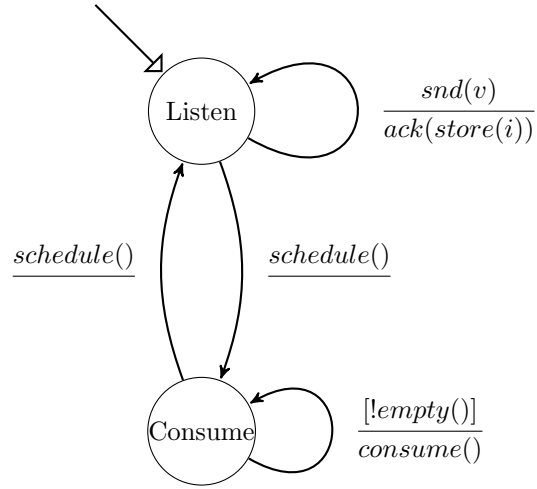 Listen
snd(v)
ack(store(i))
schedule()
schedule()
Consume
[!empty()]
consume()